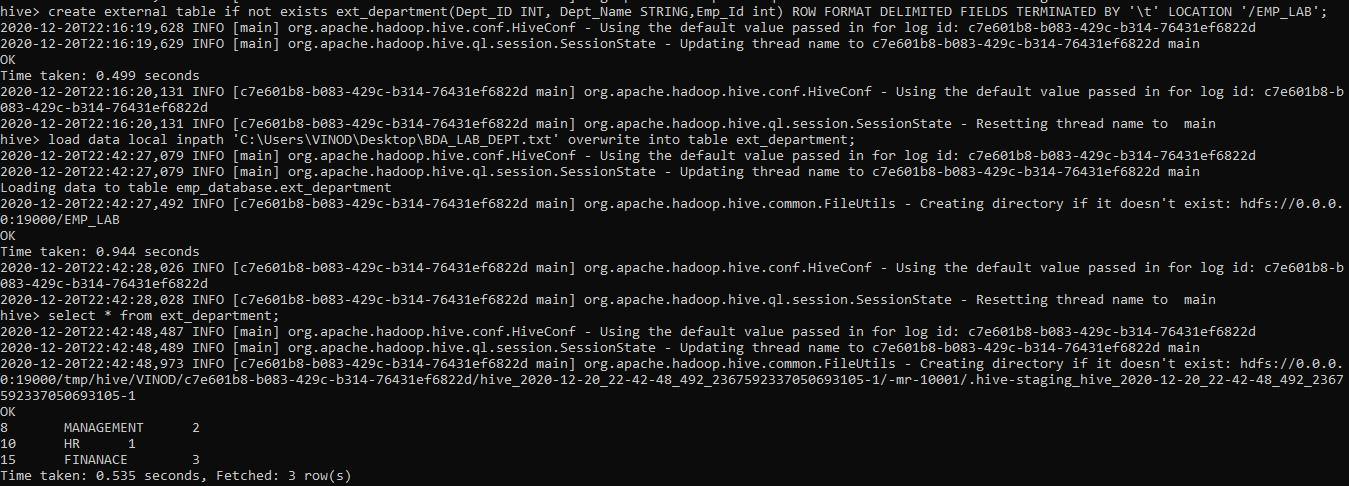 hive> create external table if not exists ext_department(Dept_ID INT, Dept_Name STRING,Emp_Id int) ROW FORMAT DELIMITED FIELDS TERMINATED BY '\t' LOCATION '/EMP_LAB';
2020-12-20T22:16:19,628 INFO [main] org.apache.hadoop.hive.conf.HiveConf - Using the default value passed in for log id: c7e601b8-b083-429c-b314-76431ef6822d
2020-12-20T22:16:19,629 INFO [main] org.apache.hadoop.hive.ql.session.SessionState - Updating thread name to c7e601b8-b083-429c-b314-76431ef6822d main
OK
Time taken: 0.499 seconds
2020-12-20T22:16:20,131 INFO [c7e601b8-b083-429c-b314-76431ef6822d main] org.apache.hadoop.hive.conf.HiveConf - Using the default value passed in for log id: c7e601b8-b
083-429c-b314-76431ef6822d
2020-12-20T22:16:20,131 INFO [c7e601b8-b083-429c-b314-76431ef6822d main] org.apache.hadoop.hive.ql.session.SessionState - Resetting thread name to  main
hive> load data local inpath 'C:\Users\VINOD\Desktop\BDA_LAB_DEPT.txt' overwrite into table ext_department;
2020-12-20T22:42:27,079 INFO [main] org.apache.hadoop.hive.conf.HiveConf - Using the default value passed in for log id: c7e601b8-b083-429c-b314-76431ef6822d
2020-12-20T22:42:27,079 INFO [main] org.apache.hadoop.hive.ql.session.SessionState - Updating thread name to c7e601b8-b083-429c-b314-76431ef6822d main
Loading data to table emp_database.ext_department
2020-12-20T22:42:27,492 INFO [c7e601b8-b083-429c-b314-76431ef6822d main] org.apache.hadoop.hive.common.FileUtils - Creating directory if it doesn't exist: hdfs://0.0.0.
0:19000/EMP_LAB
OK
Time taken: 0.944 seconds
2020-12-20T22:42:28,026 INFO [c7e601b8-b083-429c-b314-76431ef6822d main] org.apache.hadoop.hive.conf.HiveConf - Using the default value passed in for log id: c7e601b8-b
083-429c-b314-76431ef6822d
2020-12-20T22:42:28,028 INFO [c7e601b8-b083-429c-b314-76431ef6822d main] org.apache.hadoop.hive.ql.session.SessionState - Resetting thread name to  main
hive> select * from ext_department;
2020-12-20T22:42:48,487 INFO [main] org.apache.hadoop.hive.conf.HiveConf - Using the default value passed in for log id: c7e601b8-b083-429c-b314-76431ef6822d
2020-12-20T22:42:48,489 INFO [main] org.apache.hadoop.hive.ql.session.SessionState - Updating thread name to c7e601b8-b083-429c-b314-76431ef6822d main
2020-12-20T22:42:48,973 INFO [c7e601b8-b083-429c-b314-76431ef6822d main] org.apache.hadoop.hive.common.FileUtils - Creating directory if it doesn't exist: hdfs://0.0.0.
0:19000/tmp/hive/VINOD/c7e601b8-b083-429c-b314-76431ef6822d/hive_2020-12-20_22-42-48_492_2367592337050693105-1/-mr-10001/.hive-staging_hive_2020-12-20_22-42-48_492_2367
592337050693105-1
OK
8       MANAGEMENT      2
10      HR      1
15      FINANACE        3
Time taken: 0.535 seconds, Fetched: 3 row(s)